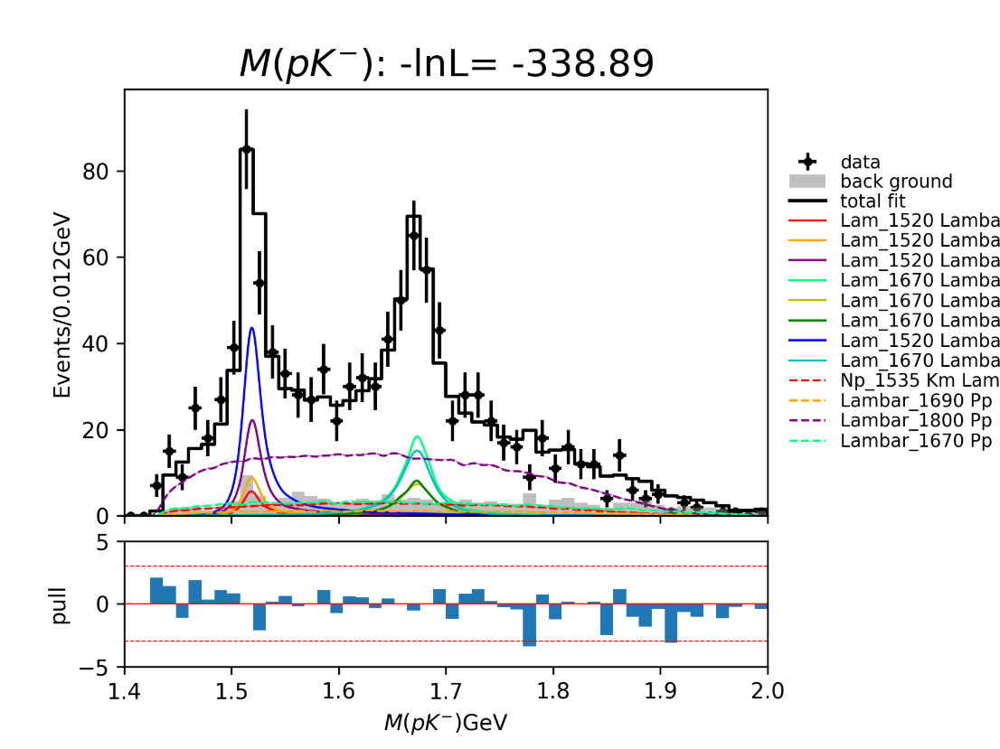 M(pK⁻): -lnL= -338.89
80
60
40
20
0
Events/0.012GeV
data
back ground
total fit
Lam_1520 Lamba
Lam_1520 Lamba
Lam_1520 Lamba
Lam_1670 Lamba
Lam_1670 Lamba
Lam_1670 Lamba
Lam_1520 Lamba
Lam_1670 Lamba
Np_1535 Km Lam
Lambar_1690 Pp
Lambar_1800 Pp
Lambar_1670 Pp
5
0
−5
pull
1.4 1.5 1.6 1.7 1.8 1.9 2.0
M(pK⁻)GeV